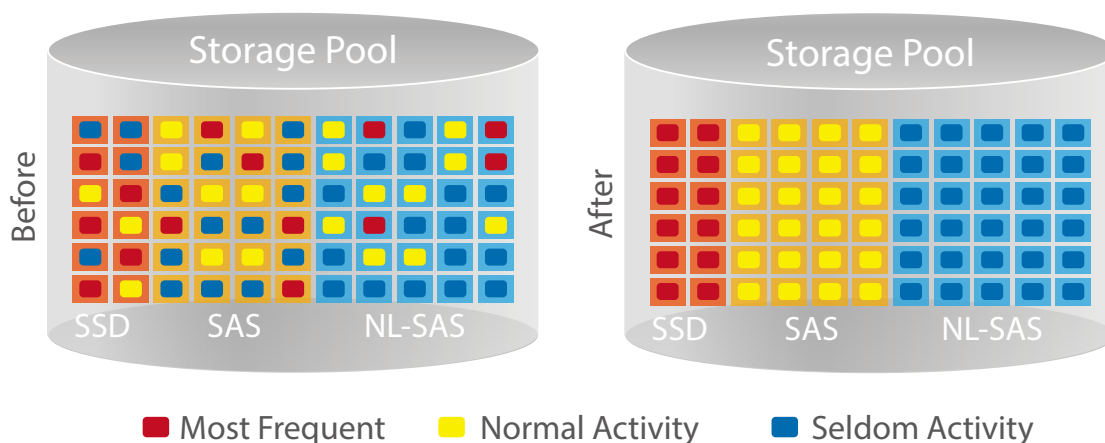 Storage Pool
Before
SSD SAS NL-SAS
Storage Pool
After
SSD SAS NL-SAS
Most Frequent Normal Activity Seldom Activity